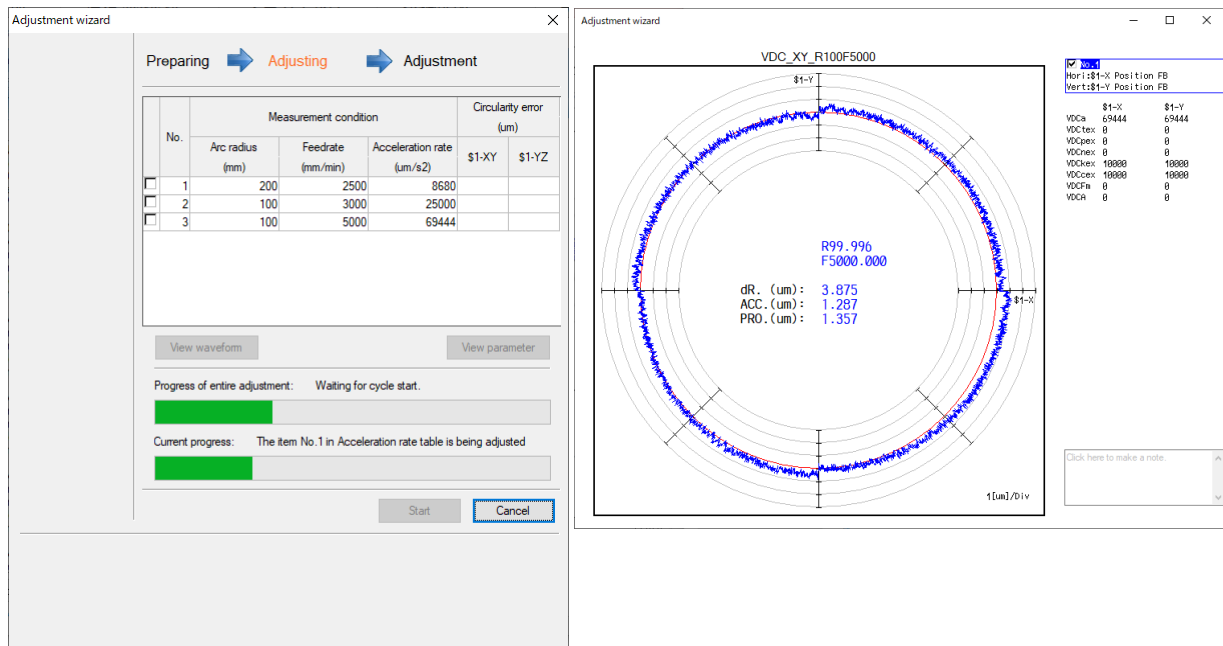 Adjustment wizard
Preparing Adjusting Adjustment
No. Measurement condition Circularity error (um)
Arc radius (mm) Feedrate (mm/min) Acceleration rate (um/s2) $1-XY $1-YZ
1 200 2500 8680
2 100 3000 25000
3 100 5000 69444
View waveform View parameter
Progress of entire adjustment: Waiting for cycle start.
Current progress: The item No.1 in Acceleration rate table is being adjusted
Start Cancel
Adjustment wizard
VDC_XY_R100F5000
$1-Y
R99.996
F5000.000
dR. (um): 3.875
ACC.(um): 1.287
PRO.(um): 1.357
$1-X
1[um]/Div
No.1
Hori:$1-X Position FB
Vert:$1-Y Position FB
$1-X $1-Y
VDCa 69444 69444
VDCtex 0 0
VDCpex 0 0
VDCnex 0 0
VDCkex 10000 10000
VDCcex 10000 10000
VDCFm 0 0
VDCA 0 0
Click here to make a note.